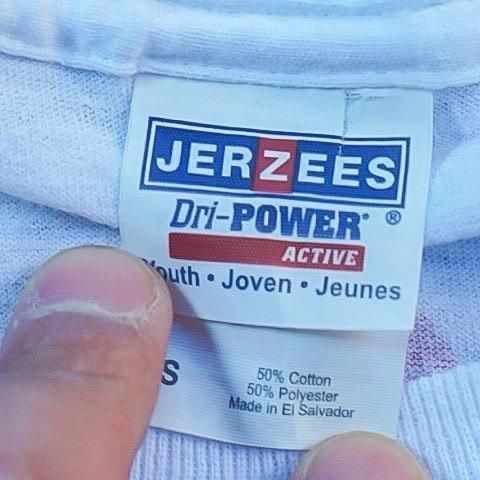 JERZEES
Dri-POWER® ®
ACTIVE
Youth • Joven • Jeunes
S
50% Cotton
50% Polyester
Made in El Salvador